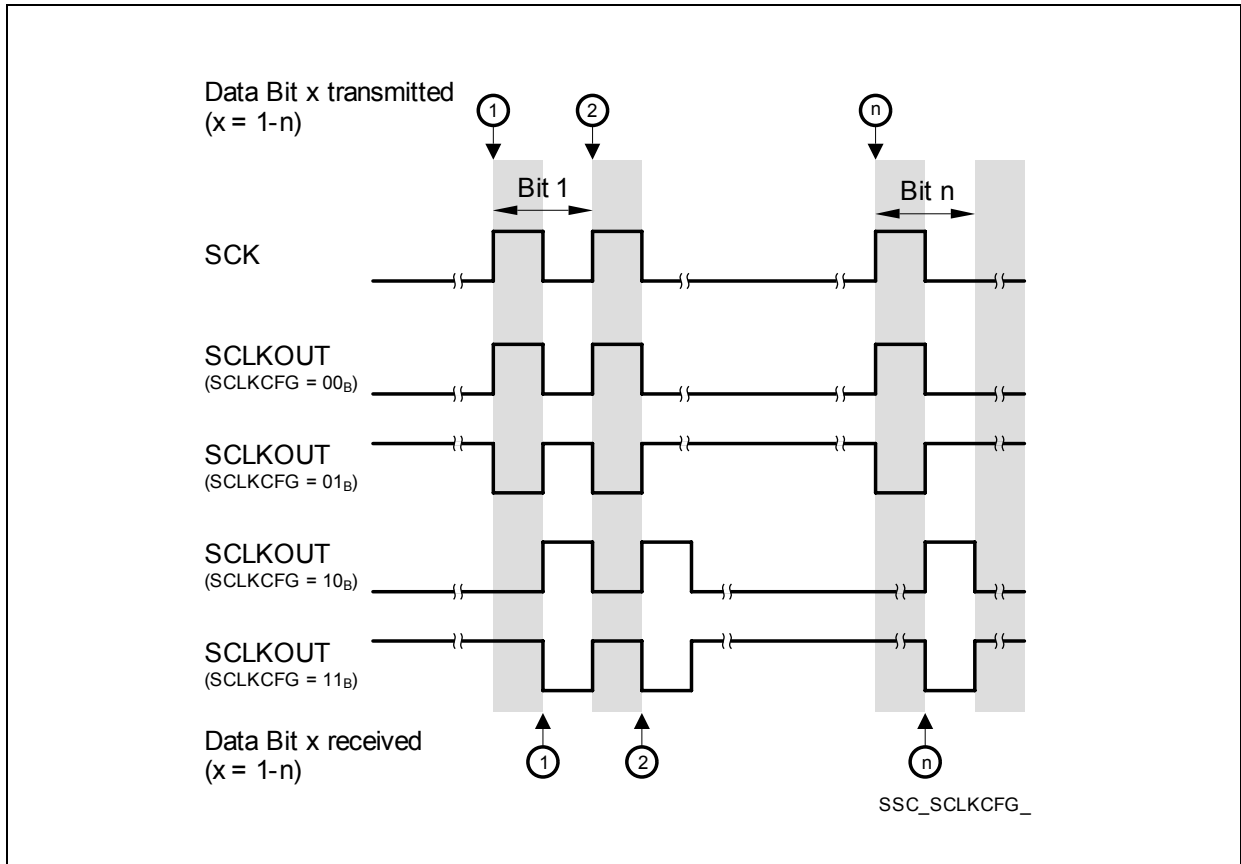 Data Bit x transmitted
(x = 1-n)
1
2
n
Bit 1
Bit n
SCK
SCLKOUT
(SCLKCFG = 00B)
SCLKOUT
(SCLKCFG = 01B)
SCLKOUT
(SCLKCFG = 10B)
SCLKOUT
(SCLKCFG = 11B)
Data Bit x received
(x = 1-n)
1
2
n
SSC_SCLKCFG_